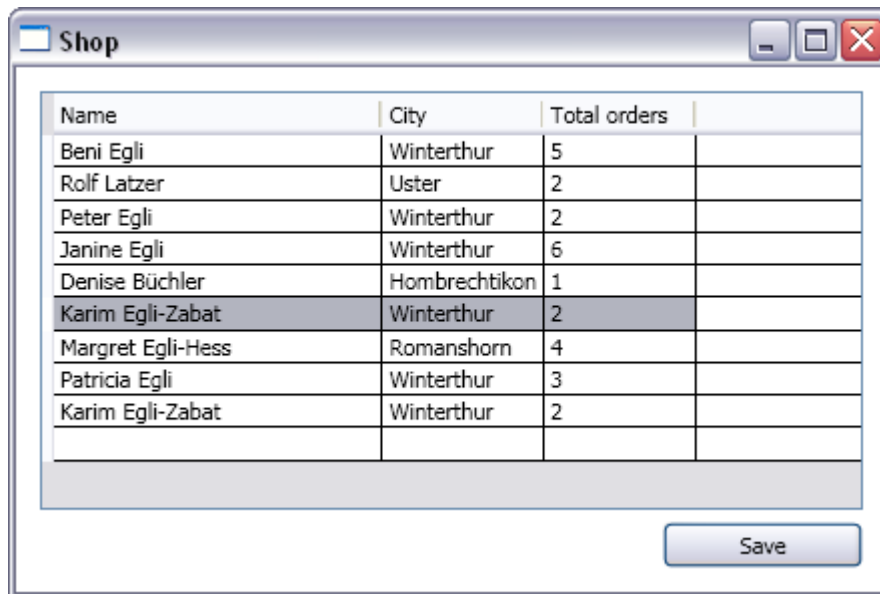 Shop
Name City Total orders
Beni Egli Winterthur 5
Rolf Latzer Uster 2
Peter Egli Winterthur 2
Janine Egli Winterthur 6
Denise Büchler Hombrechtikon 1
Karim Egli-Zabat Winterthur 2
Margret Egli-Hess Romanshorn 4
Patricia Egli Winterthur 3
Karim Egli-Zabat Winterthur 2
Save